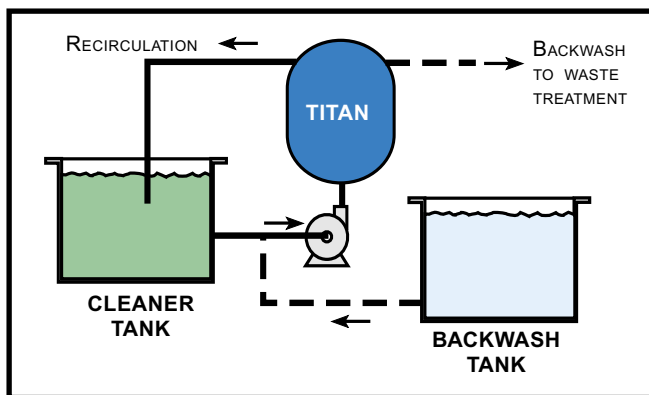 RECIRCULATION
BACKWASH
TO WASTE
TREATMENT
TITAN
CLEANER
TANK
BACKWASH
TANK